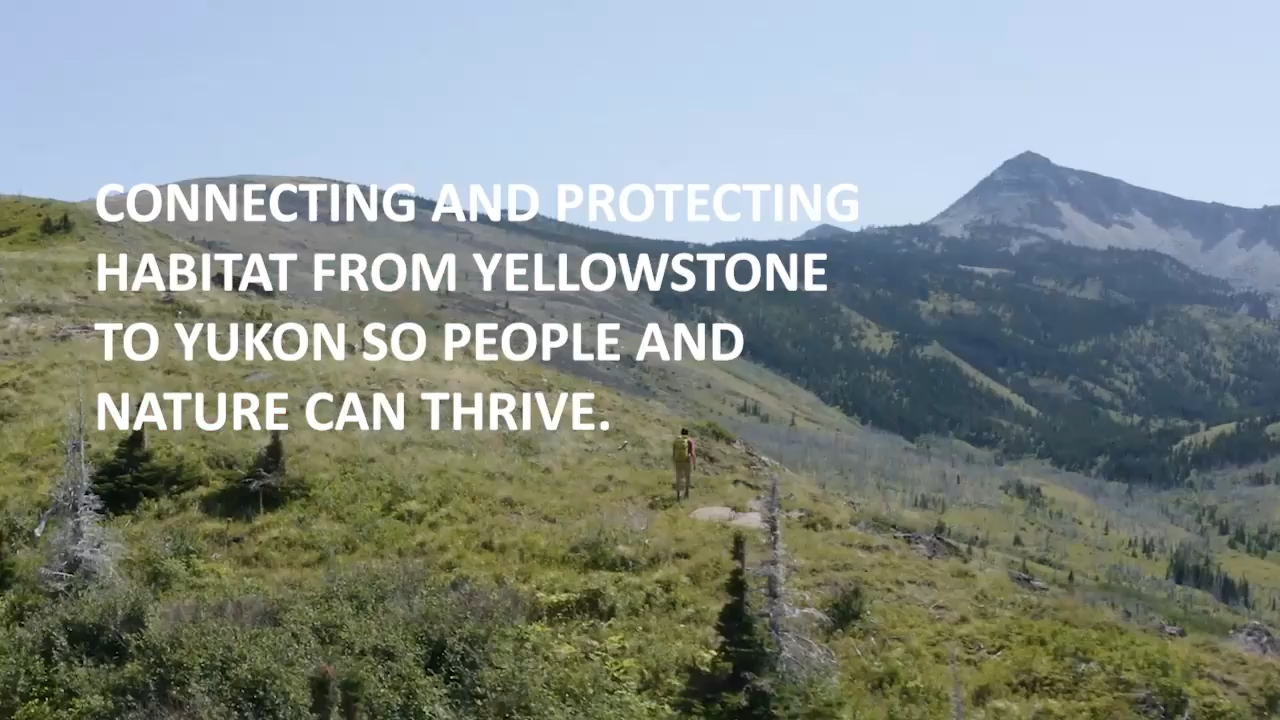 CONNECTING AND PROTECTING
HABITAT FROM YELLOWSTONE
TO YUKON SO PEOPLE AND
NATURE CAN THRIVE.